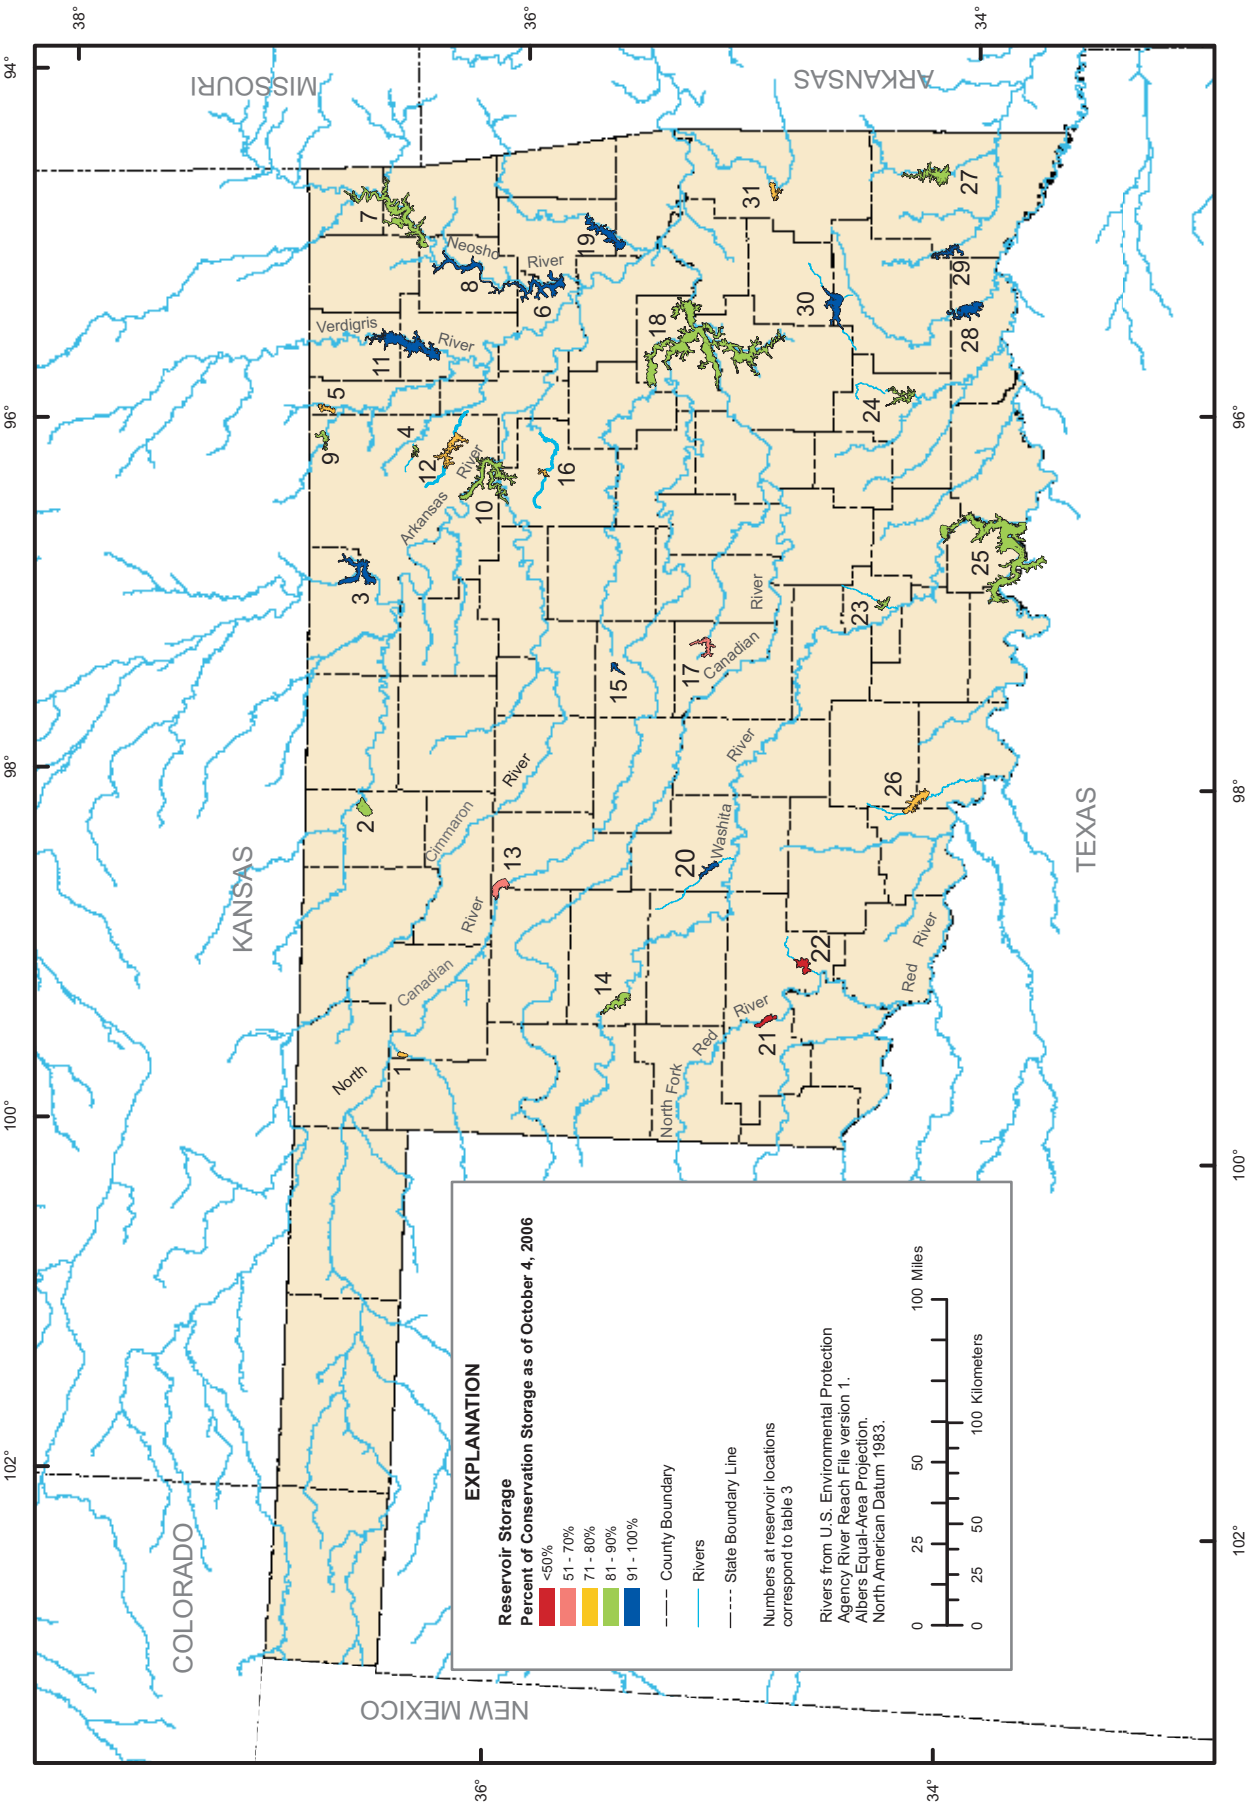 102°
100°
98°
96°
94°
38°
36°
34°
36°
34°
102°
100°
98°
96°
COLORADO
KANSAS
MISSOURI
ARKANSAS
TEXAS
NEW MEXICO
North
Canadian
River
Cimmaron
River
Arkansas
River
Verdigris
River
Neosho
River
Canadian
River
Washita
River
North Fork
Red
River
Red
River
1
2
3
4
5
6
7
8
9
10
11
12
13
14
15
16
17
18
19
20
21
22
23
24
25
26
27
28
29
30
31
EXPLANATION
Reservoir Storage
Percent of Conservation Storage as of October 4, 2006
<50%
51 - 70%
71 - 80%
81 - 90%
91 - 100%
County Boundary
Rivers
State Boundary Line
Numbers at reservoir locations
correspond to table 3
Rivers from U.S. Environmental Protection
Agency River Reach File version 1.
Albers Equal-Area Projection.
North American Datum 1983.
0 25 50 100 Miles
0 25 50 100 Kilometers